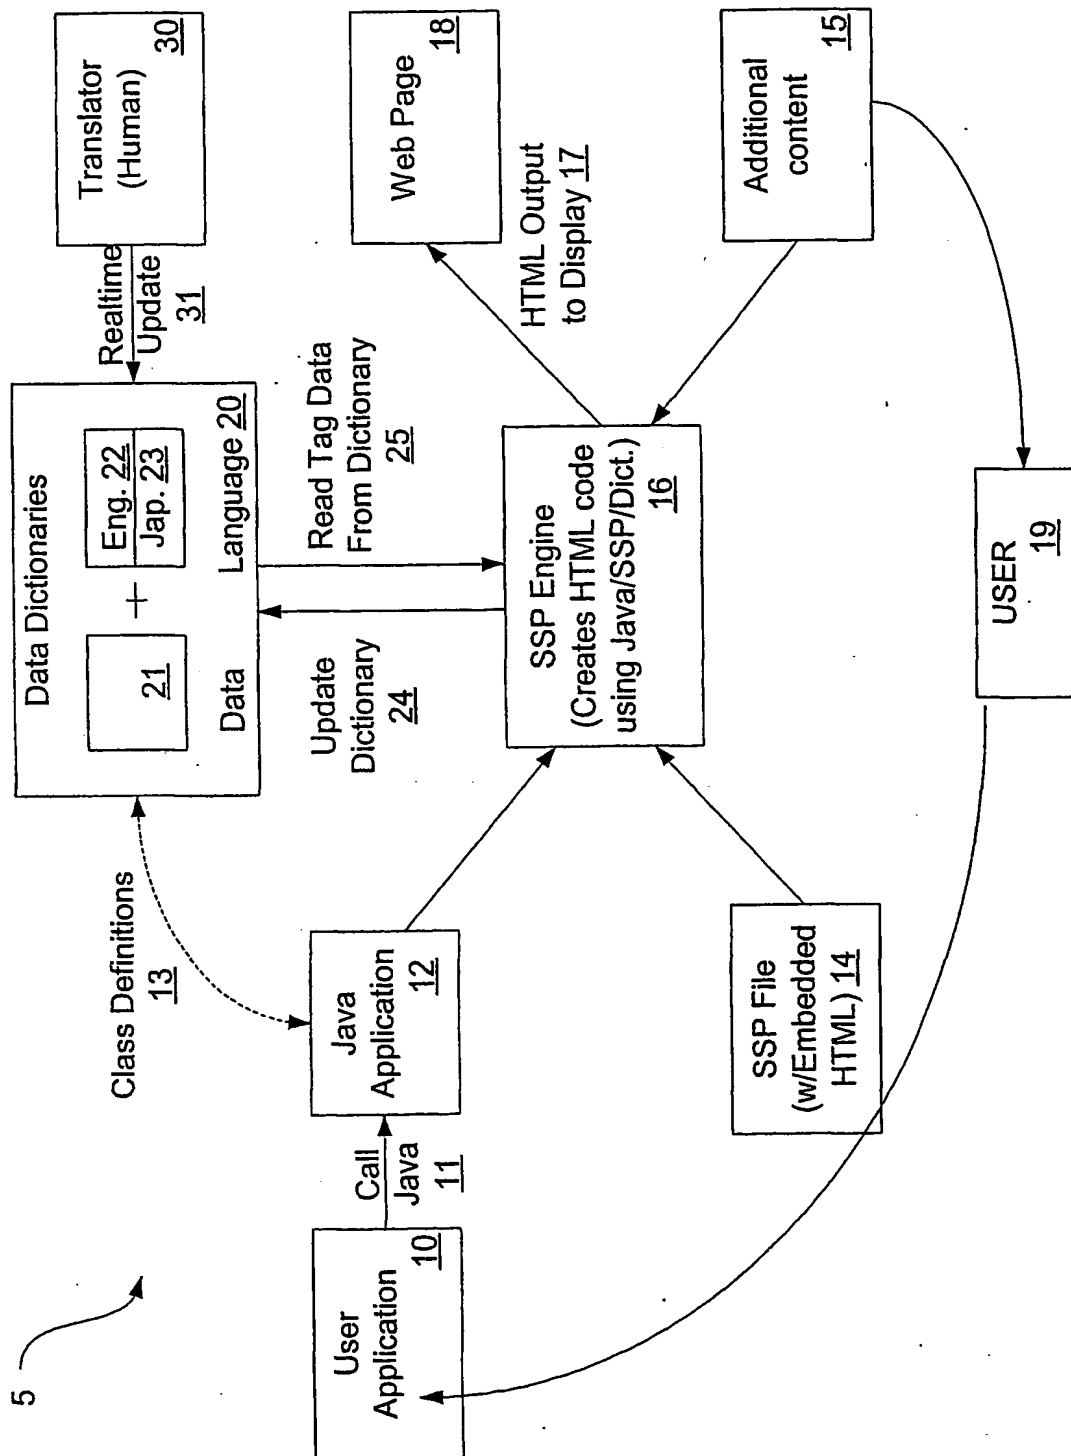 5
User
Application
10
Call
Java
11
Java
Application
12
Class Definitions
13
Data Dictionaries
21
Data
+
Eng. 22
Jap. 23
Language 20
Realtime
Update
31
Translator
(Human)
30
Update
Dictionary
24
Read Tag Data
From Dictionary
25
SSP Engine
(Creates HTML code
using Java/SSP/Dict.)
16
HTML Output
to Display 17
Web Page
18
SSP File
(w/Embedded
HTML) 14
Additional
content
15
USER
19